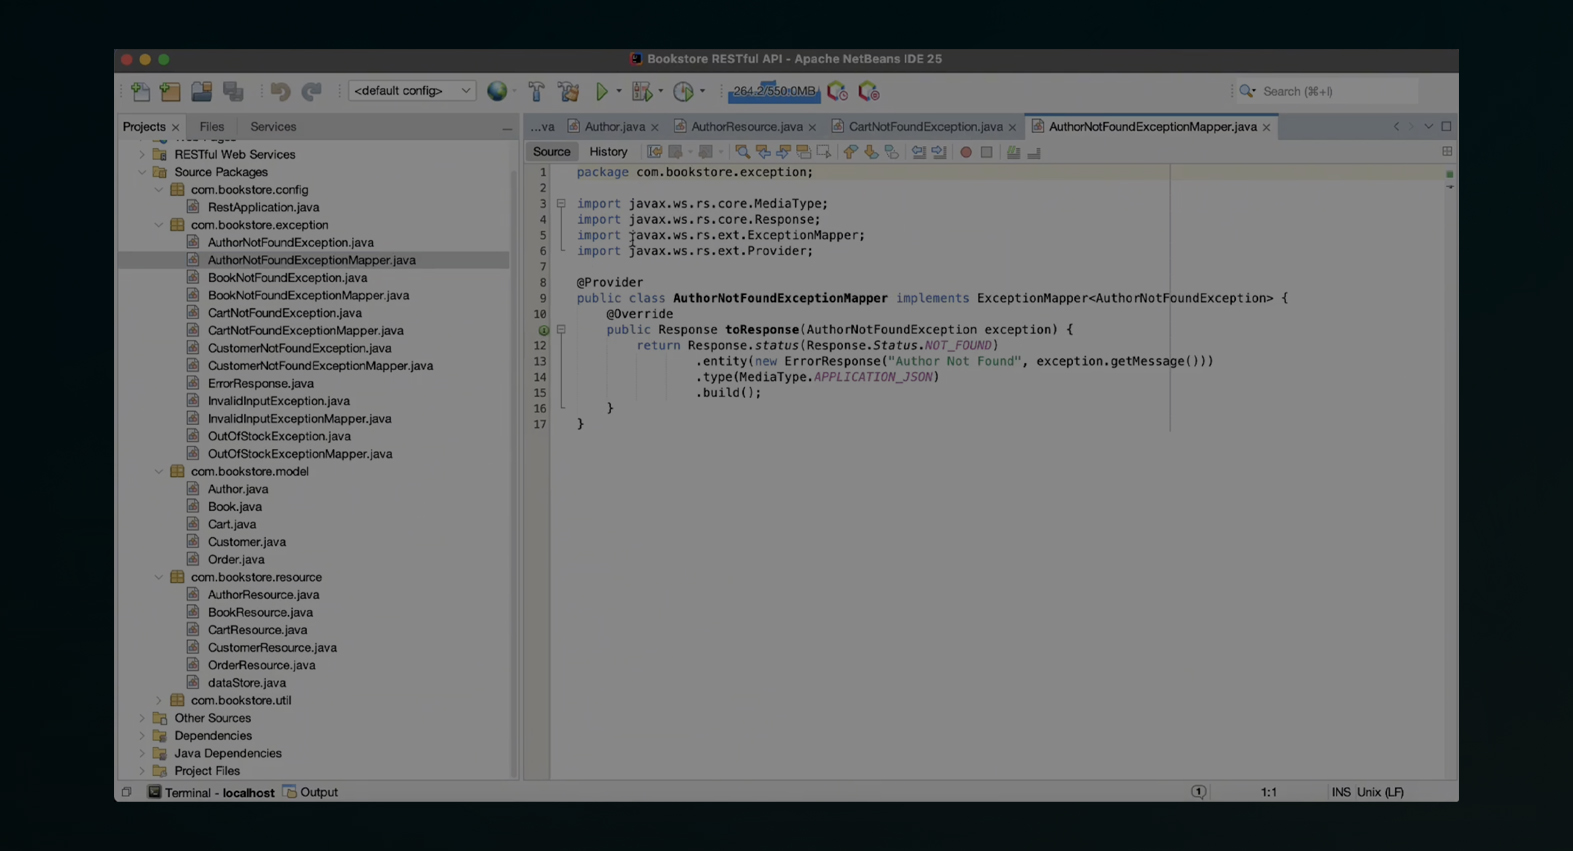 Bookstore RESTful API - Apache NetBeans IDE 25
<default config>
264.2/550.0MB
Search (⌘+I)
Projects
Files
Services
...va
Author.java
AuthorResource.java
CartNotFoundException.java
AuthorNotFoundExceptionMapper.java
Source
History
RESTful Web Services
Source Packages
com.bookstore.config
RestApplication.java
com.bookstore.exception
AuthorNotFoundException.java
AuthorNotFoundExceptionMapper.java
BookNotFoundException.java
BookNotFoundExceptionMapper.java
CartNotFoundException.java
CartNotFoundExceptionMapper.java
CustomerNotFoundException.java
CustomerNotFoundExceptionMapper.java
ErrorResponse.java
InvalidInputException.java
InvalidInputExceptionMapper.java
OutOfStockException.java
OutOfStockExceptionMapper.java
com.bookstore.model
Author.java
Book.java
Cart.java
Customer.java
Order.java
com.bookstore.resource
AuthorResource.java
BookResource.java
CartResource.java
CustomerResource.java
OrderResource.java
dataStore.java
com.bookstore.util
Other Sources
Dependencies
Java Dependencies
Project Files
1 package com.bookstore.exception;
2
3 import javax.ws.rs.core.MediaType;
4 import javax.ws.rs.core.Response;
5 import javax.ws.rs.ext.ExceptionMapper;
6 import javax.ws.rs.ext.Provider;
7
8 @Provider
9 public class AuthorNotFoundExceptionMapper implements ExceptionMapper<AuthorNotFoundException> {
10 @Override
public Response toResponse(AuthorNotFoundException exception) {
12 return Response.status(Response.Status.NOT_FOUND)
13 .entity(new ErrorResponse("Author Not Found", exception.getMessage()))
14 .type(MediaType.APPLICATION_JSON)
15 .build();
16 }
17 }
Terminal - localhost
Output
1
1:1
INS
Unix (LF)